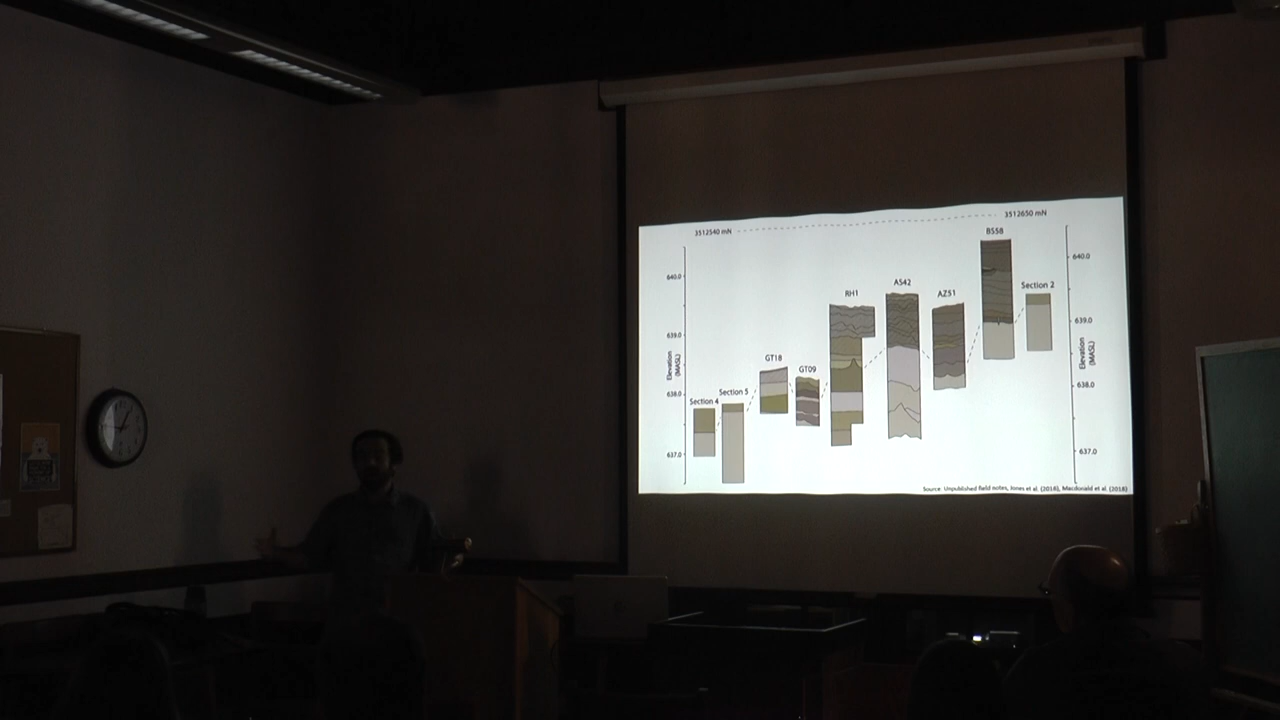 3512540 mN
3512650 mN
BS58
640.0
640.0
Section 2
RH1
AS42
AZ51
639.0
639.0
Elevation
(MASL)
Elevation
(MASL)
GT18
GT09
638.0
638.0
Section 5
Section 4
637.0
637.0
Source: Unpublished field notes, Jones et al. (2018), Macdonald et al. (2018)